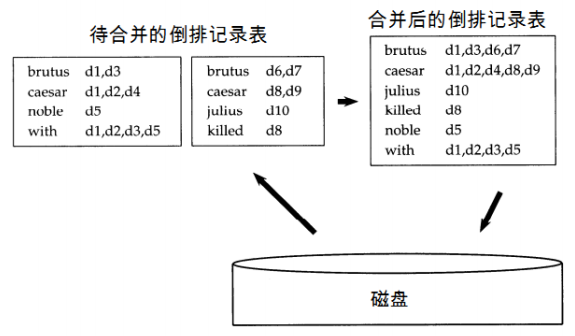 待合并的倒排记录表
brutus d1,d3
caesar d1,d2,d4
noble d5
with d1,d2,d3,d5
brutus d6,d7
caesar d8,d9
julius d10
killed d8
合并后的倒排记录表
brutus d1,d3,d6,d7
caesar d1,d2,d4,d8,d9
julius d10
killed d8
noble d5
with d1,d2,d3,d5
磁盘